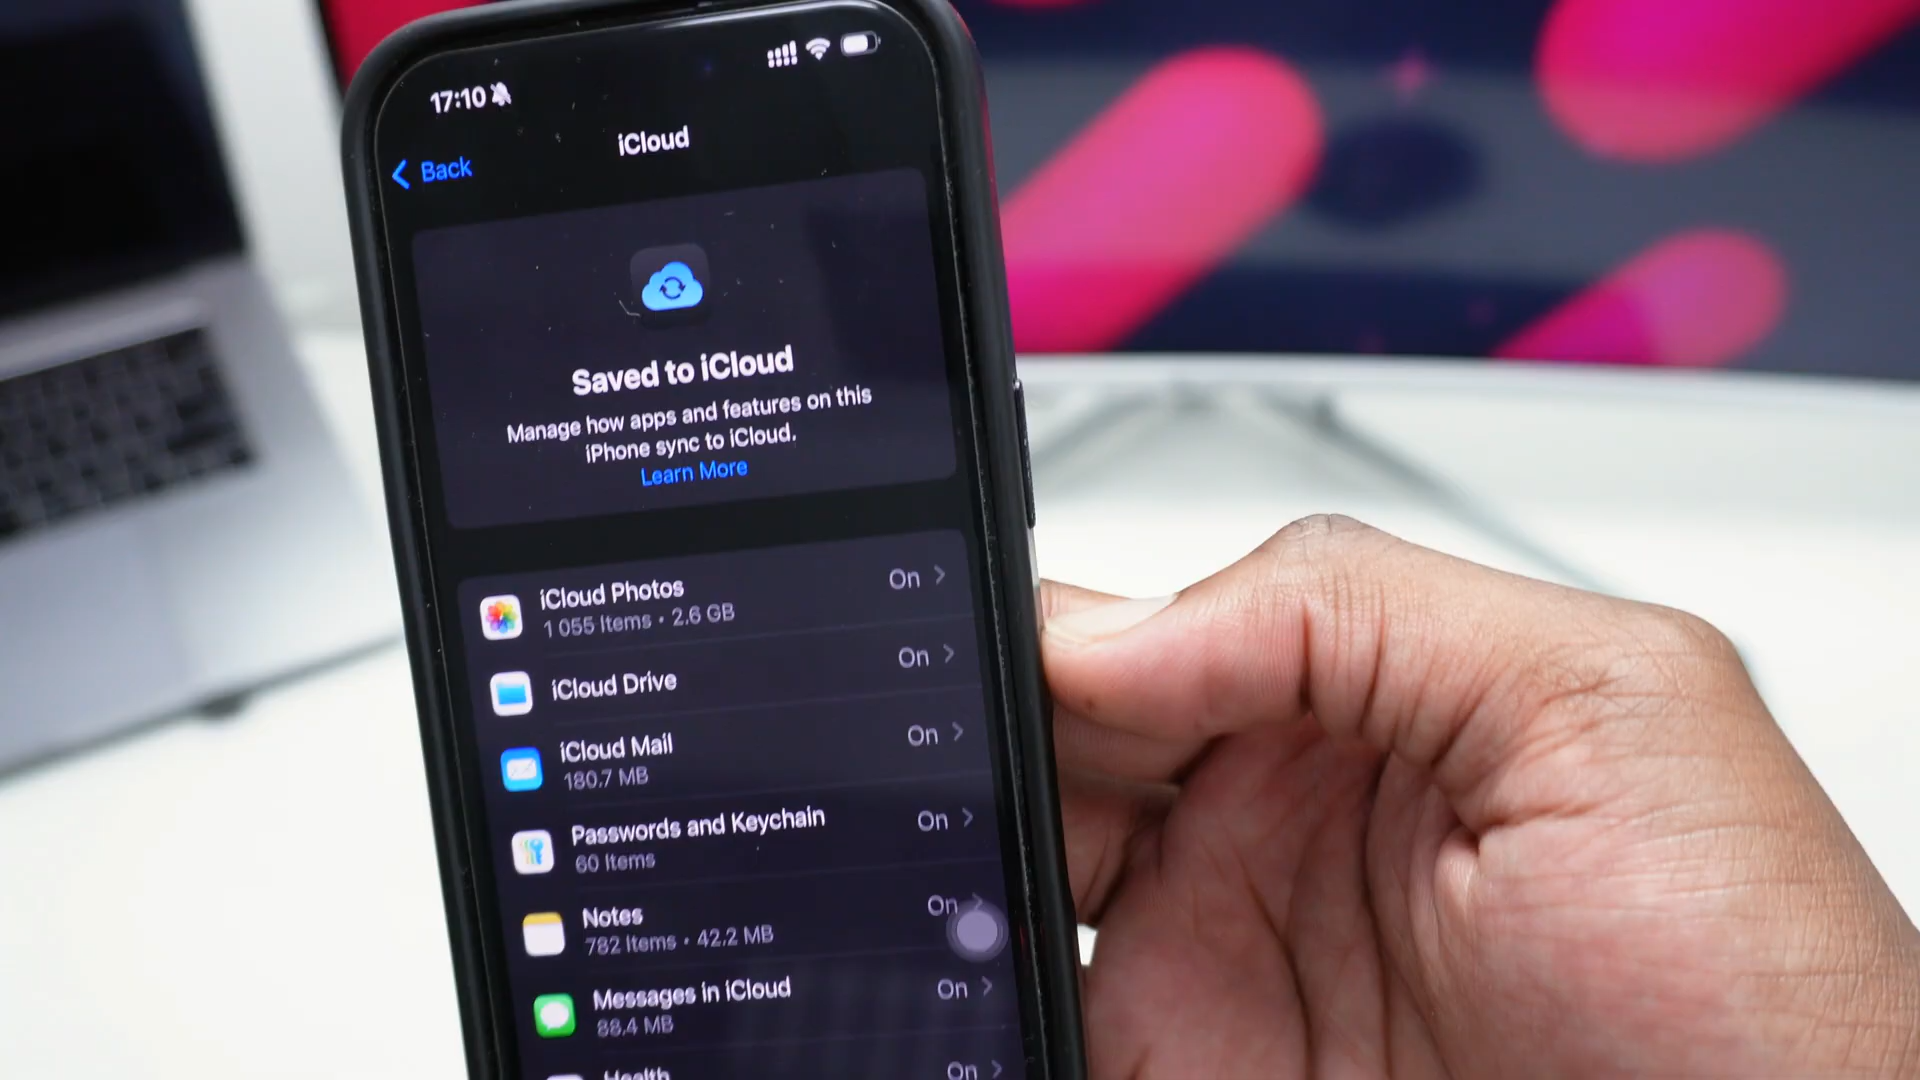 17:10
iCloud
Back
Saved to iCloud
Manage how apps and features on this
iPhone sync to iCloud.
Learn More
iCloud Photos
1 055 Items • 2.6 GB
On
iCloud Drive
On
iCloud Mail
180.7 MB
On
Passwords and Keychain
60 Items
On
Notes
782 Items • 42.2 MB
On
Messages in iCloud
88.4 MB
On
Health
On